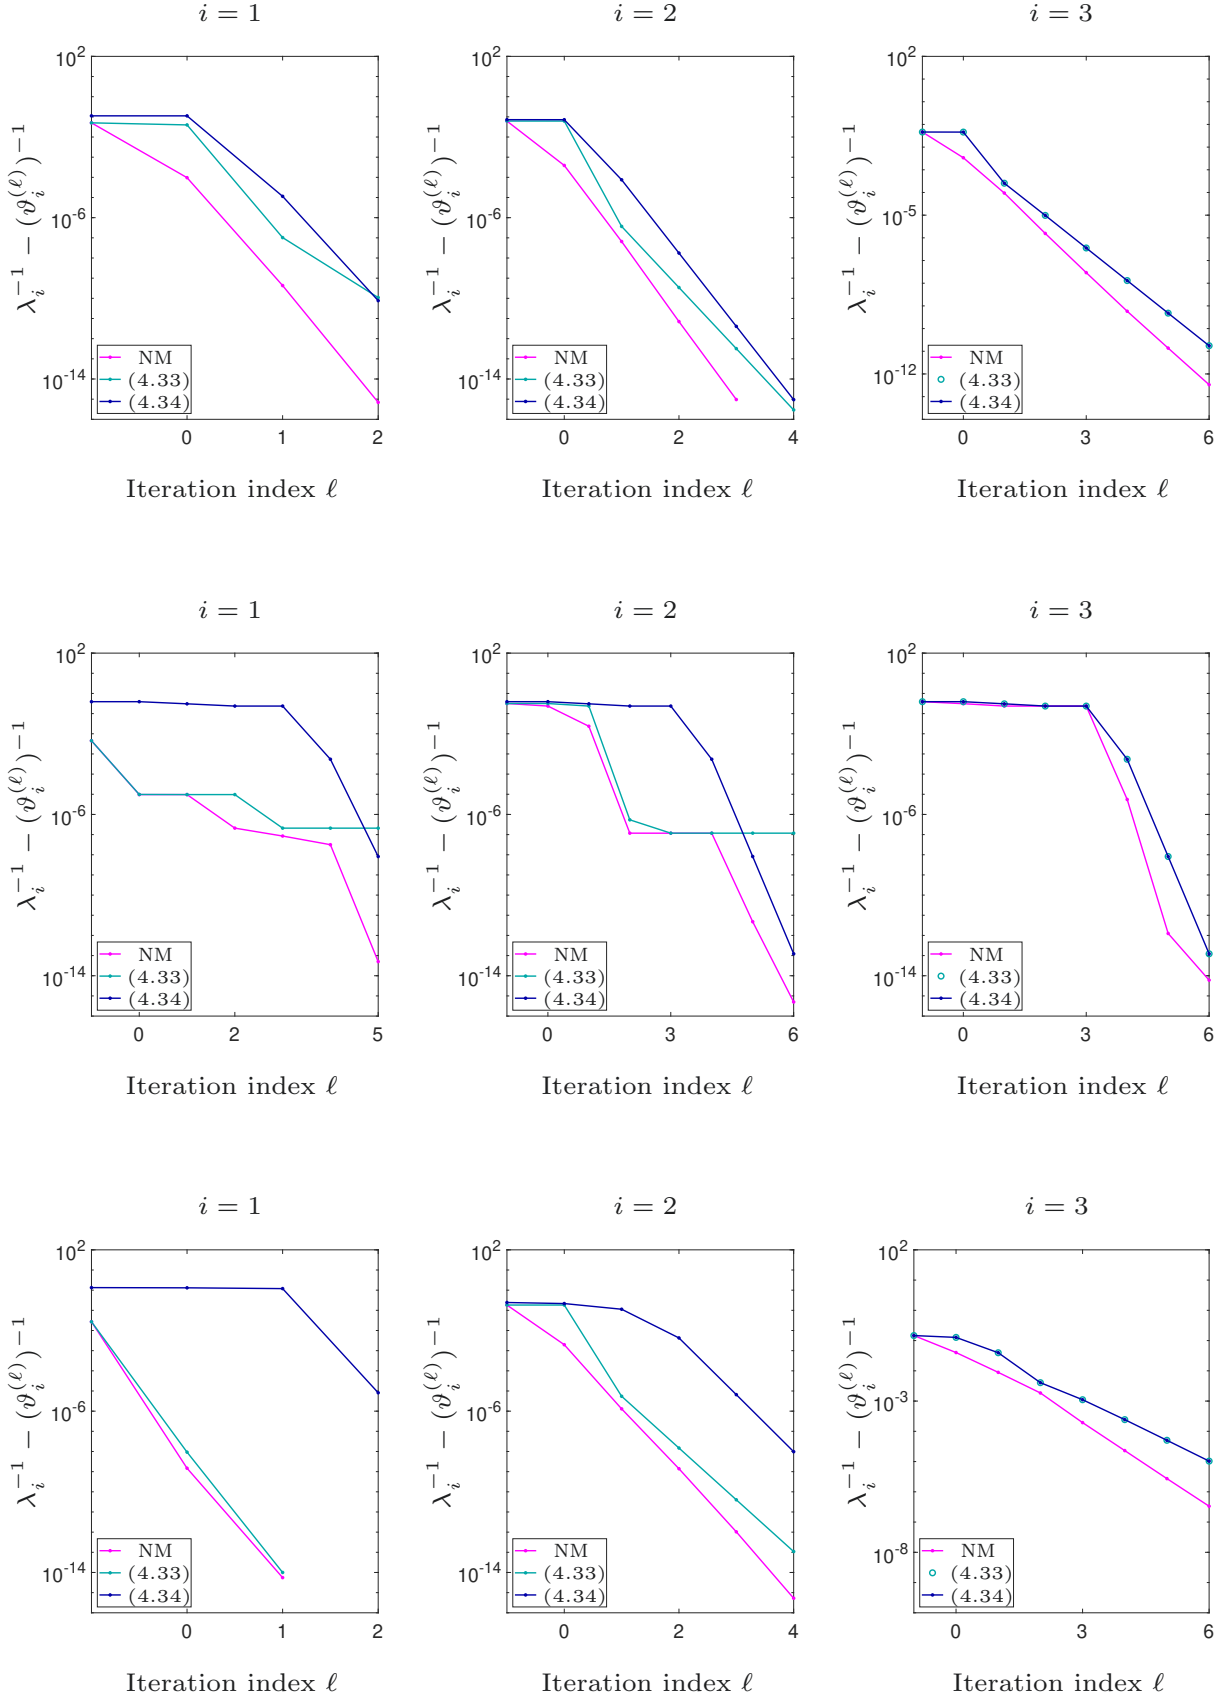 i = 1
10^2
10^-6
10^-14
λ_i^{-1} − (ϑ_i^{(ℓ)})^{-1}
NM
(4.33)
(4.34)
0 1 2
Iteration index ℓ
i = 2
10^2
10^-6
10^-14
λ_i^{-1} − (ϑ_i^{(ℓ)})^{-1}
NM
(4.33)
(4.34)
0 2 4
Iteration index ℓ
i = 3
10^2
10^-5
10^-12
λ_i^{-1} − (ϑ_i^{(ℓ)})^{-1}
NM
(4.33)
(4.34)
0 3 6
Iteration index ℓ
i = 1
10^2
10^-6
10^-14
λ_i^{-1} − (ϑ_i^{(ℓ)})^{-1}
NM
(4.33)
(4.34)
0 2 5
Iteration index ℓ
i = 2
10^2
10^-6
10^-14
λ_i^{-1} − (ϑ_i^{(ℓ)})^{-1}
NM
(4.33)
(4.34)
0 3 6
Iteration index ℓ
i = 3
10^2
10^-6
10^-14
λ_i^{-1} − (ϑ_i^{(ℓ)})^{-1}
NM
(4.33)
(4.34)
0 3 6
Iteration index ℓ
i = 1
10^2
10^-6
10^-14
λ_i^{-1} − (ϑ_i^{(ℓ)})^{-1}
NM
(4.33)
(4.34)
0 1 2
Iteration index ℓ
i = 2
10^2
10^-6
10^-14
λ_i^{-1} − (ϑ_i^{(ℓ)})^{-1}
NM
(4.33)
(4.34)
0 2 4
Iteration index ℓ
i = 3
10^2
10^-3
10^-8
λ_i^{-1} − (ϑ_i^{(ℓ)})^{-1}
NM
(4.33)
(4.34)
0 3 6
Iteration index ℓ